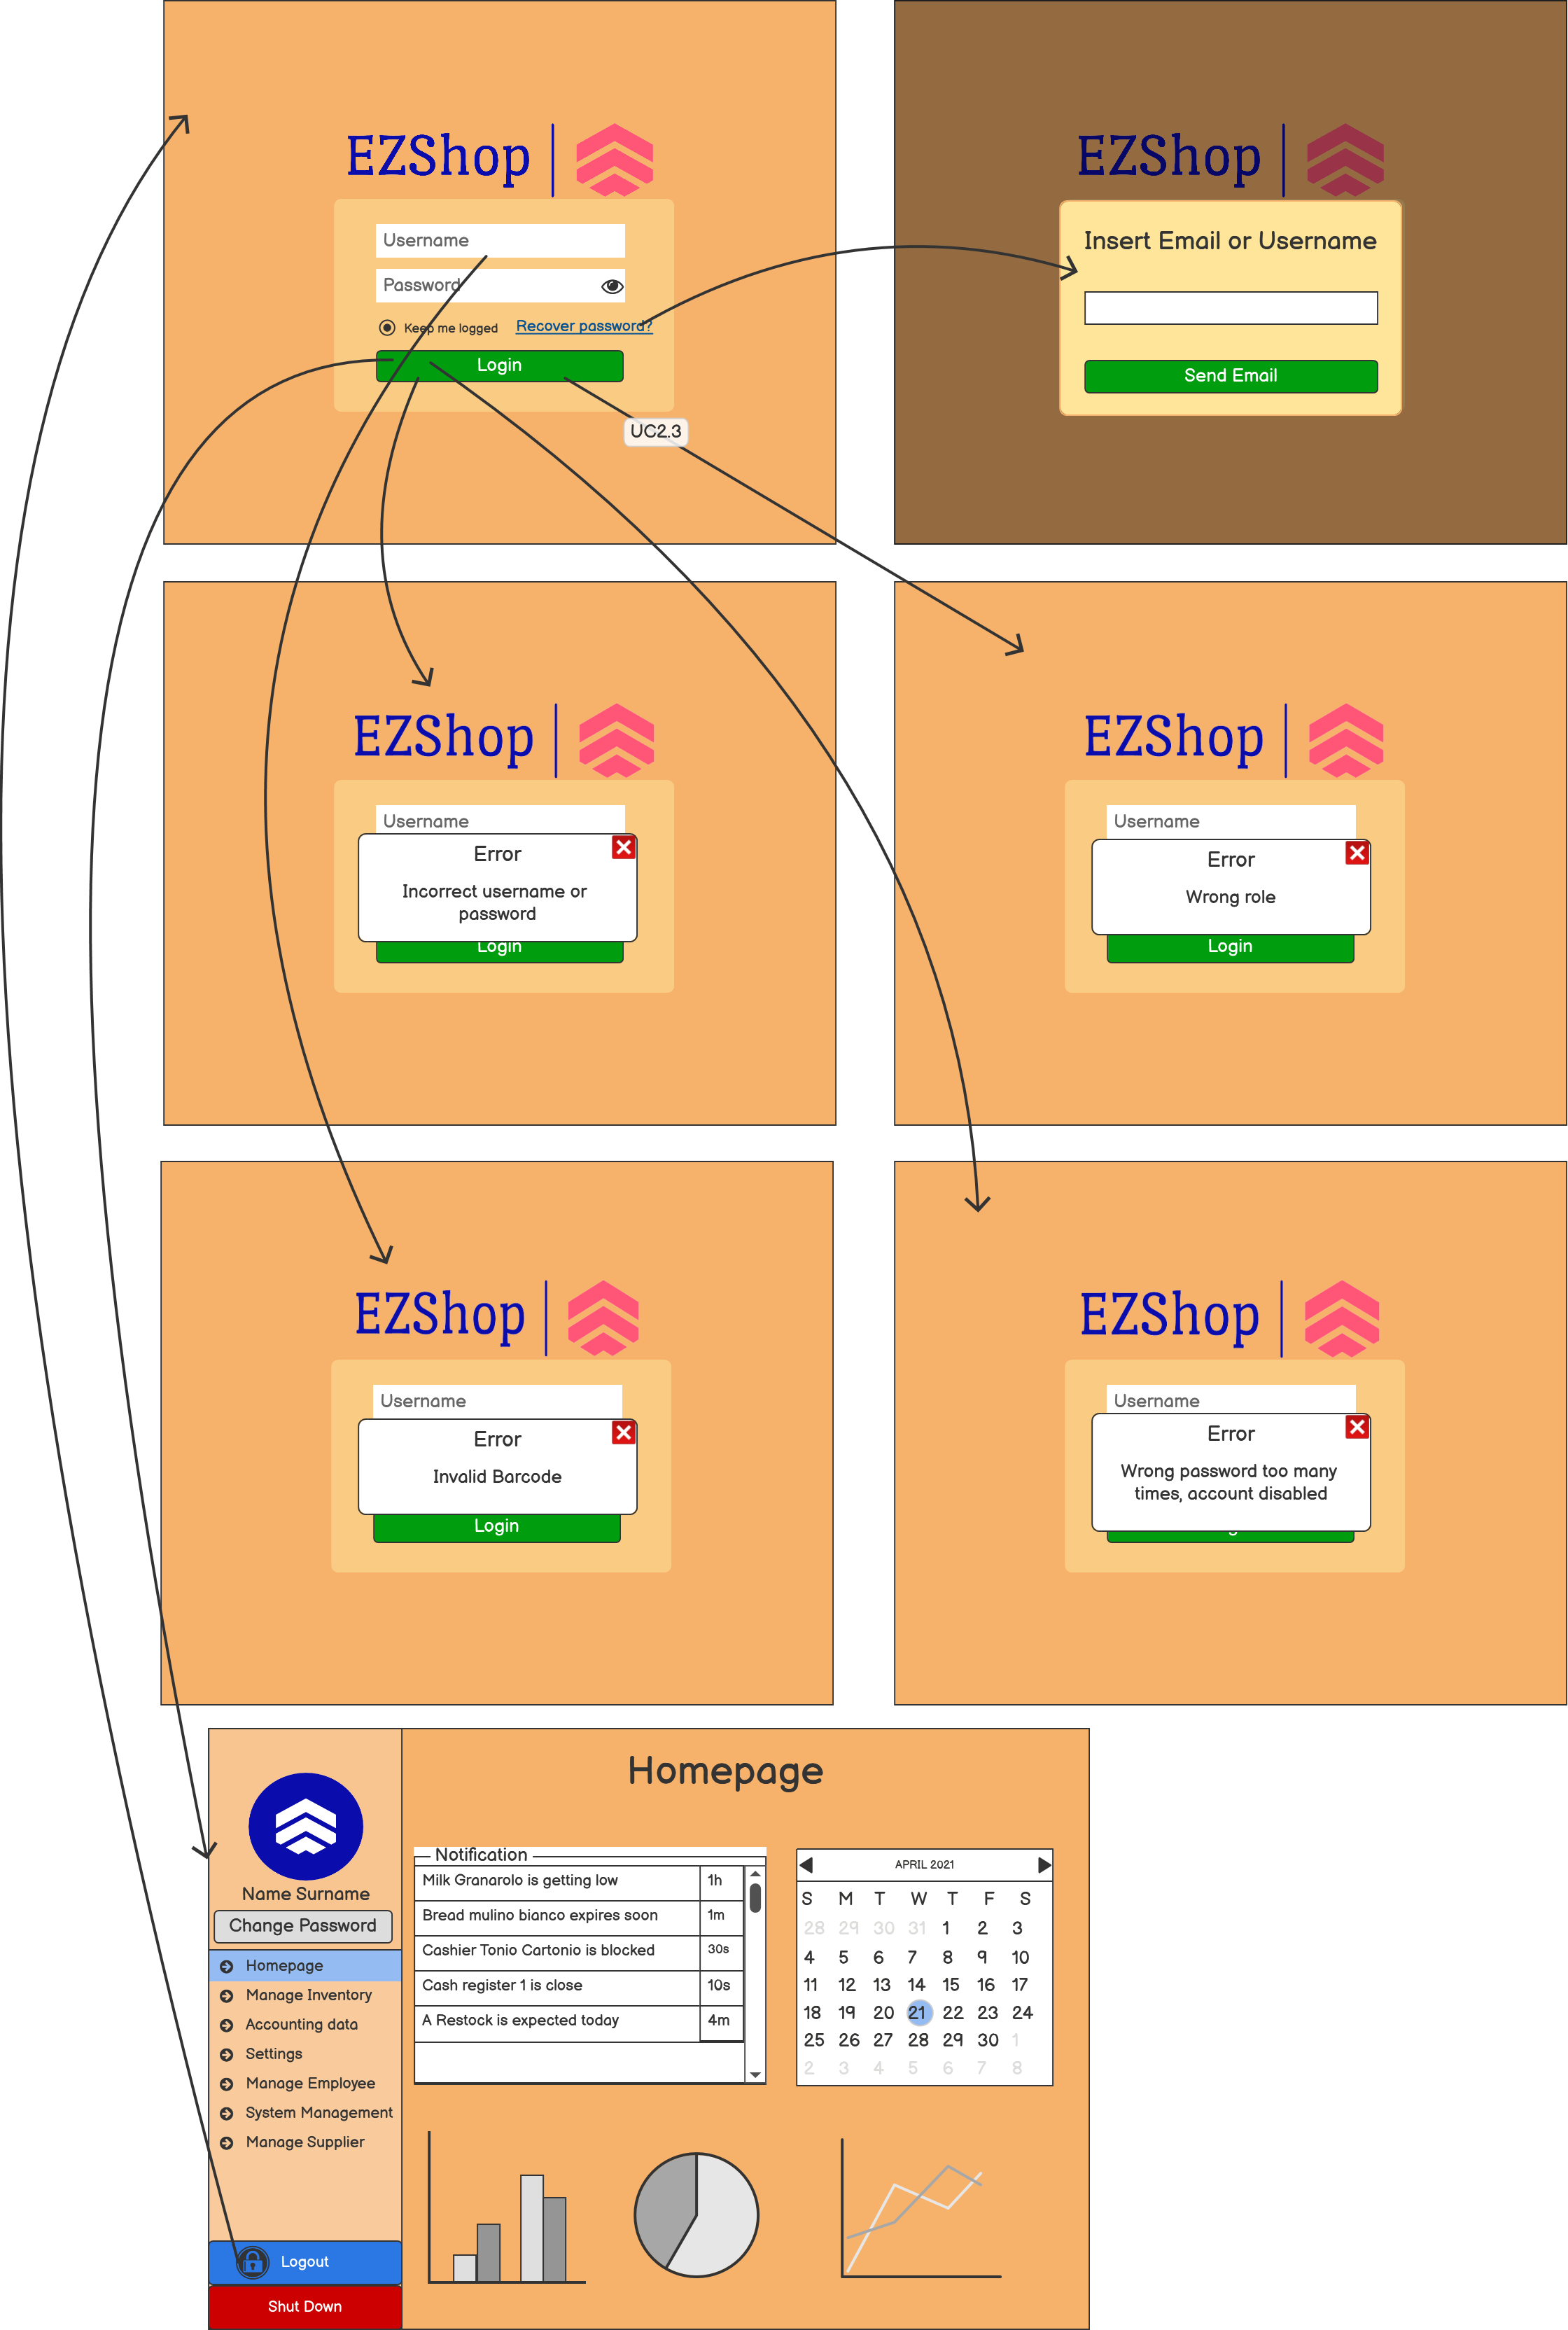 EZShop
Username
Password
Keep me logged
Recover password?
Login
UC2.3
EZShop
Insert Email or Username
Send Email
EZShop
Username
Error
Incorrect username or
password
Login
EZShop
Username
Error
Wrong role
Login
EZShop
Username
Error
Invalid Barcode
Login
EZShop
Username
Error
Wrong password too many
times, account disabled
Name Surname
Change Password
Homepage
Manage Inventory
Accounting data
Settings
Manage Employee
System Management
Manage Supplier
Logout
Shut Down
Homepage
Notification
Milk Granarolo is getting low 1h
Bread mulino bianco expires soon 1m
Cashier Tonio Cartonio is blocked 30s
Cash register 1 is close 10s
A Restock is expected today 4m
APRIL 2021
S M T W T F S
28 29 30 31 1 2 3
4 5 6 7 8 9 10
11 12 13 14 15 16 17
18 19 20 21 22 23 24
25 26 27 28 29 30 1
2 3 4 5 6 7 8